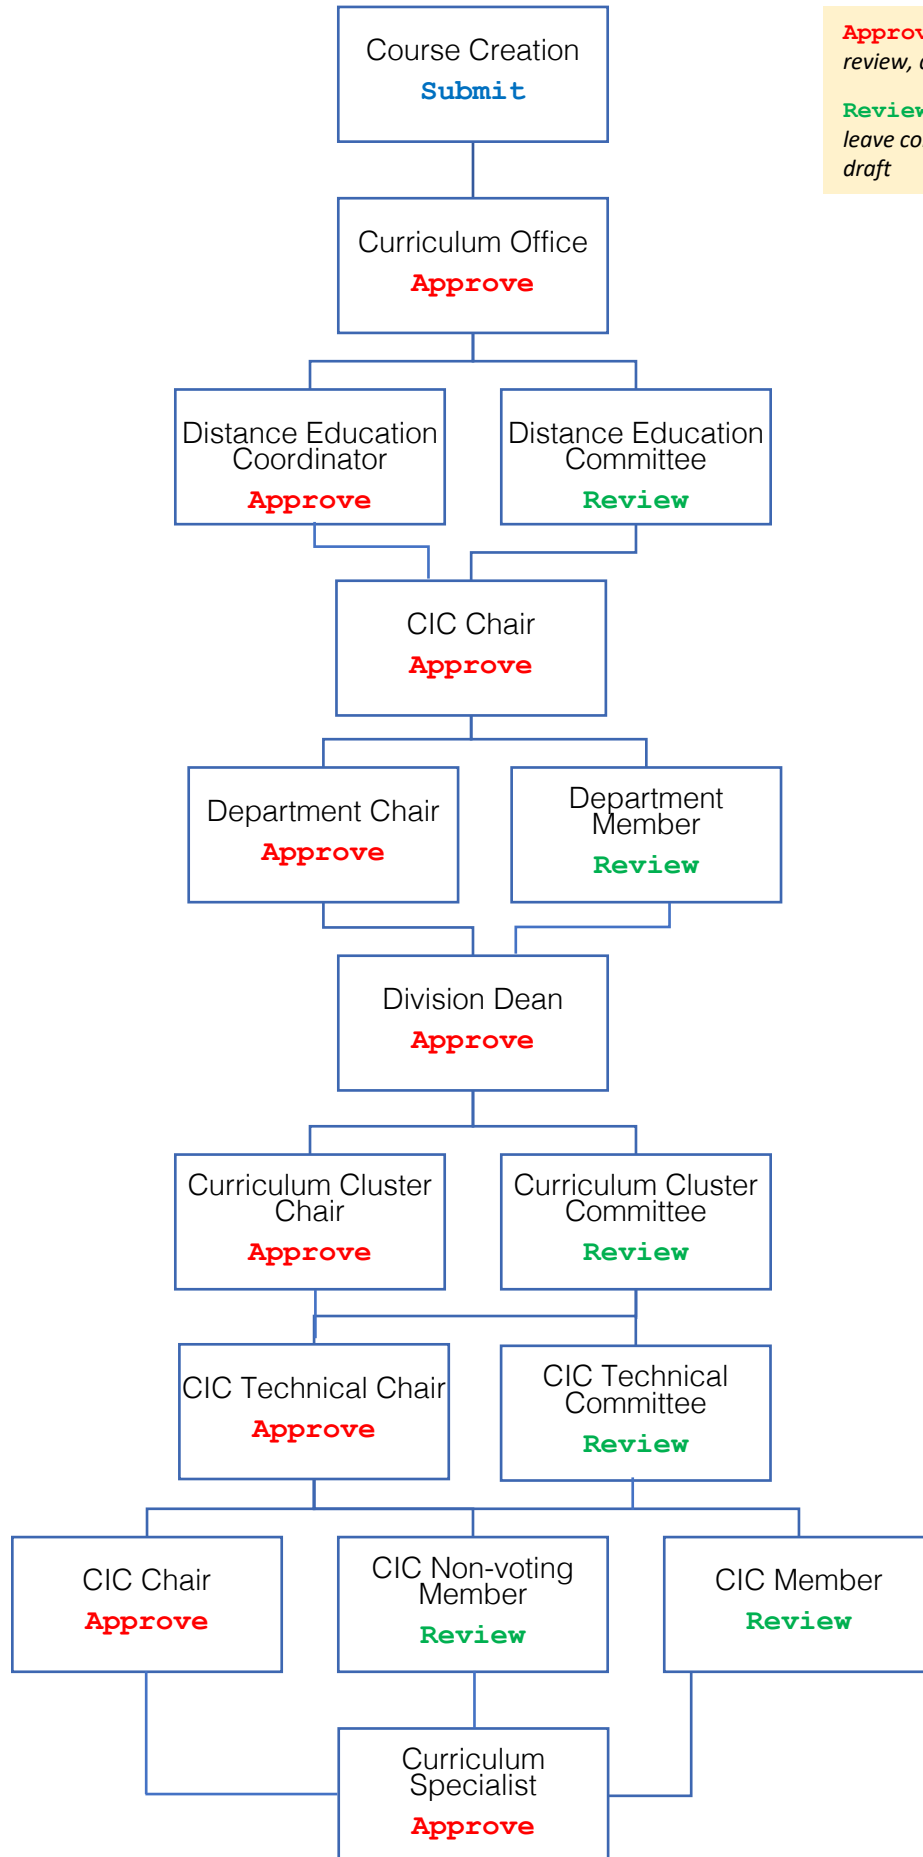 Course Creation
Submit
review,
leave
draft
Curriculum Office
Approve
Distance Education
Coordinator
Approve
Distance Education
Committee
Review
CIC Chair
Approve
Department Chair
Approve
Department
Member
Review
Division Dean
Approve
Curriculum Cluster
Chair
Approve
Curriculum Cluster
Committee
Review
CIC Technical Chair
Approve
CIC Technical
Committee
Review
CIC Chair
Approve
CIC Non-voting
Member
Review
CIC Member
Review
Curriculum
Specialist
Approve